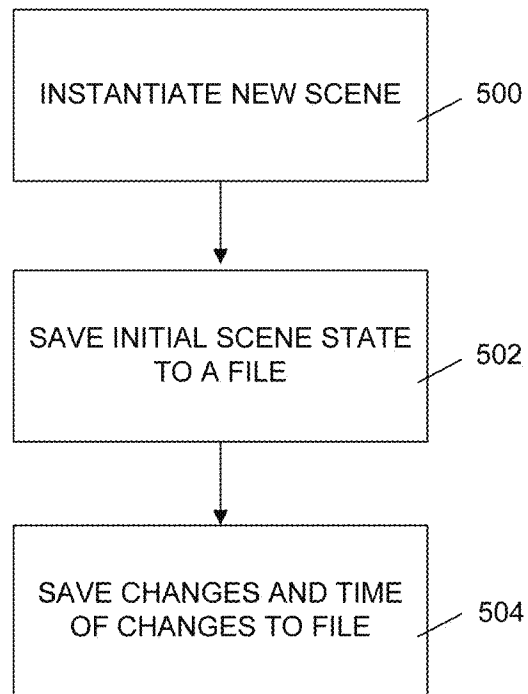 INSTANTIATE NEW SCENE
500
SAVE INITIAL SCENE STATE
TO A FILE
502
SAVE CHANGES AND TIME
OF CHANGES TO FILE
504